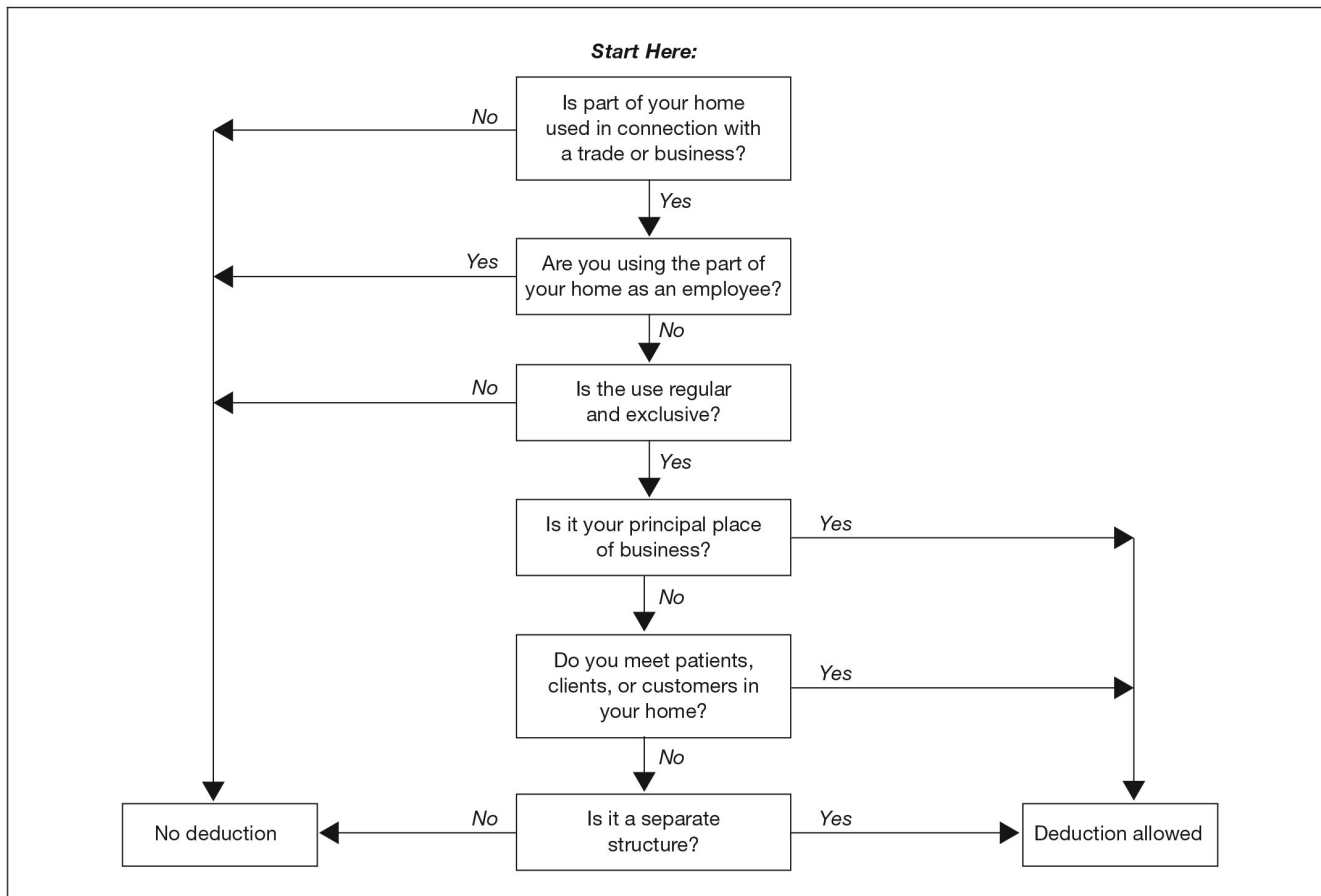 Start Here:
Is part of your home
used in connection with
a trade or business?
No
Yes
Are you using the part of
your home as an employee?
Yes
No
Is the use regular
and exclusive?
No
Yes
Is it your principal place
of business?
Yes
No
Do you meet patients,
clients, or customers in
your home?
Yes
No
Is it a separate
structure?
No
Yes
No deduction
Deduction allowed